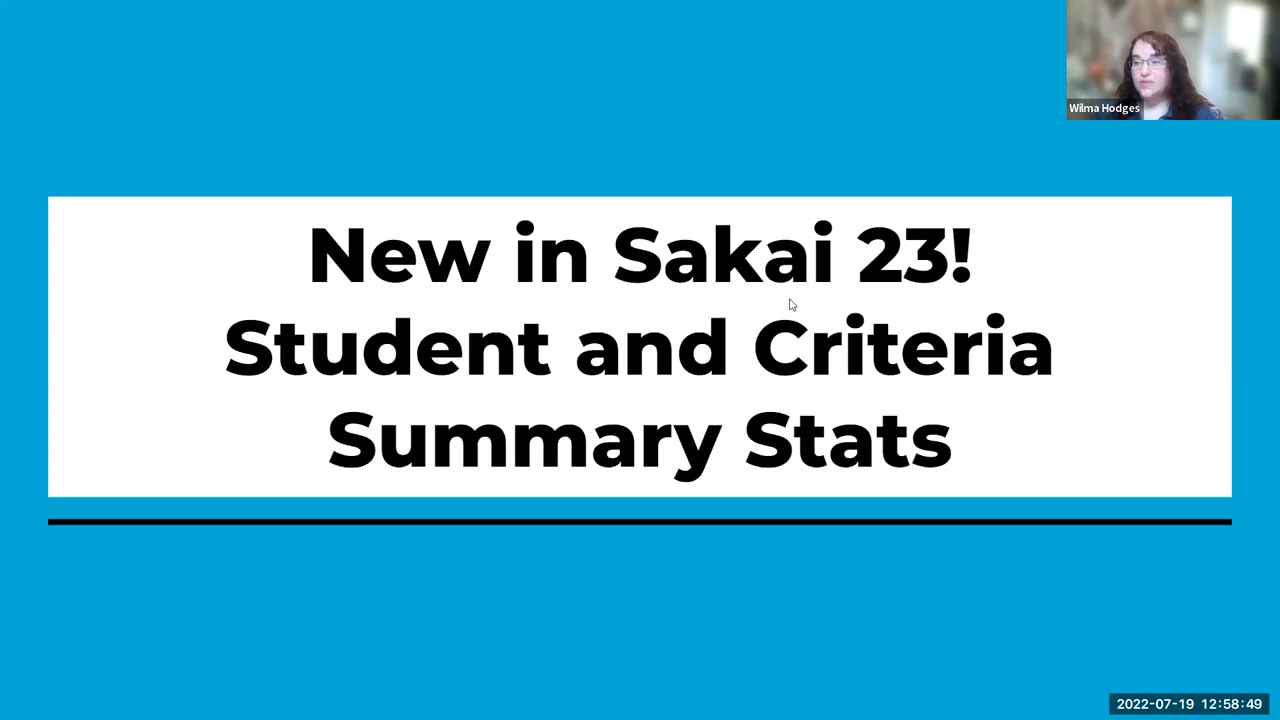 Wilma Hodges
New in Sakai 23!
Student and Criteria
Summary Stats
2022-07-19 12:58:49